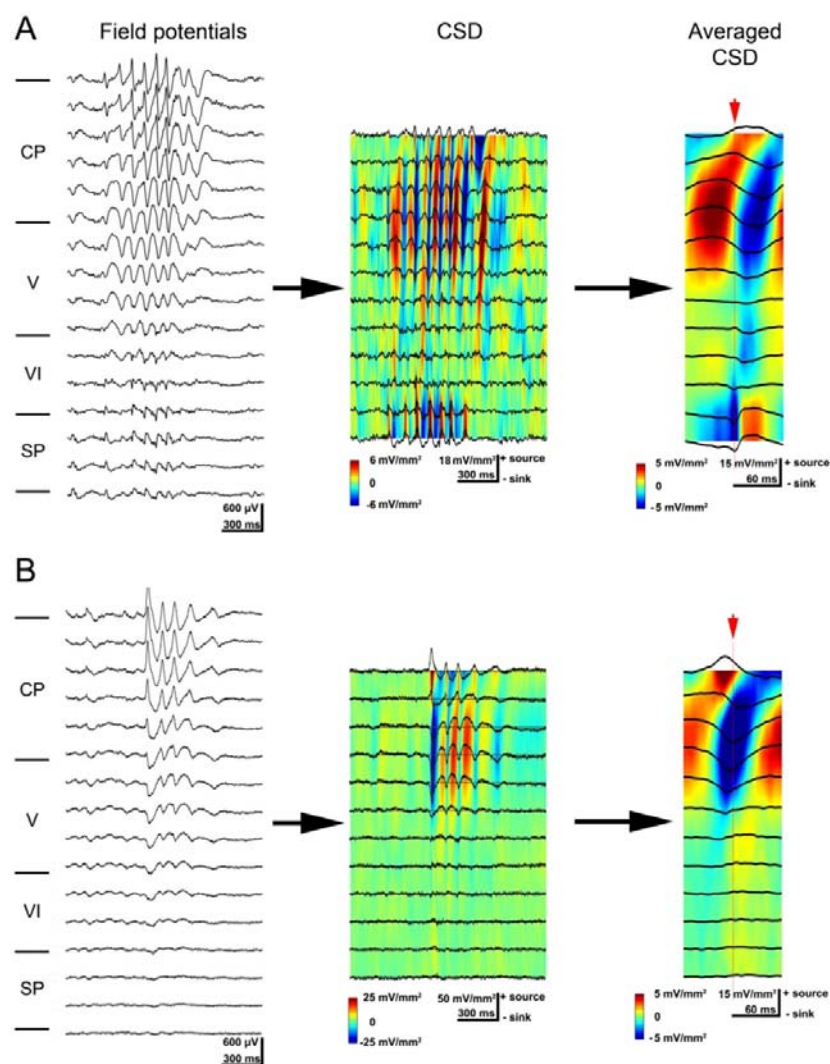 A
Field potentials
CSD
Averaged
CSD
CP
V
VI
SP
600 µV
300 ms
6 mV/mm²
0
-6 mV/mm²
18 mV/mm²
300 ms
+ source
- sink
5 mV/mm²
0
- 5 mV/mm²
15 mV/mm²
60 ms
+ source
- sink
B
CP
V
VI
SP
600 µV
300 ms
25 mV/mm²
0
-25 mV/mm²
50 mV/mm²
300 ms
+ source
- sink
5 mV/mm²
0
-5 mV/mm²
15 mV/mm²
60 ms
+ source
- sink